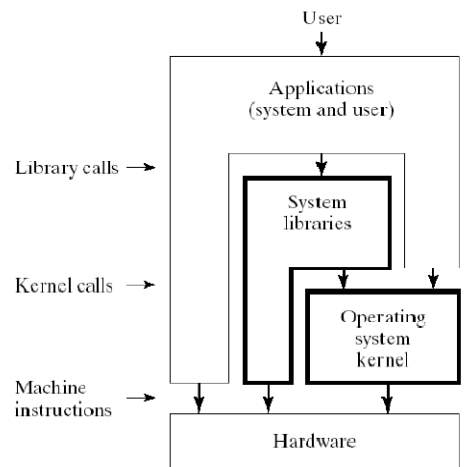 User
Applications
(system and user)
Library calls
System
libraries
Kernel calls
Operating
system
kernel
Machine
instructions
Hardware